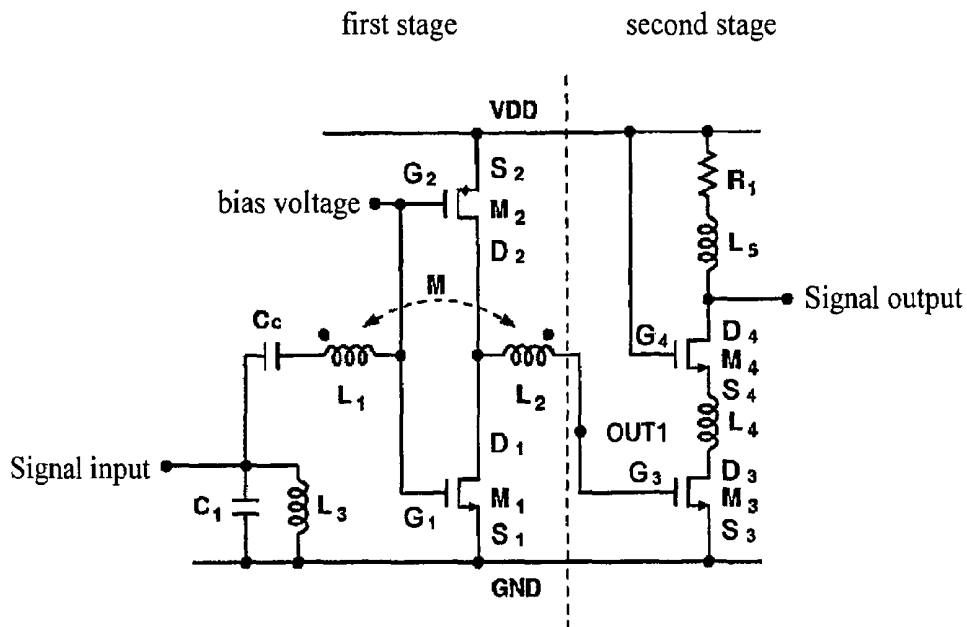 first stage second stage
VDD
G2 S2
bias voltage M2
D2
R1
L5
M
Signal output
Cc
L1 L2
G4 D4
M4
S4
L4
OUT1
D1
Signal input
G3 D3
M3
S3
C1 L3
G1 M1
S1
GND